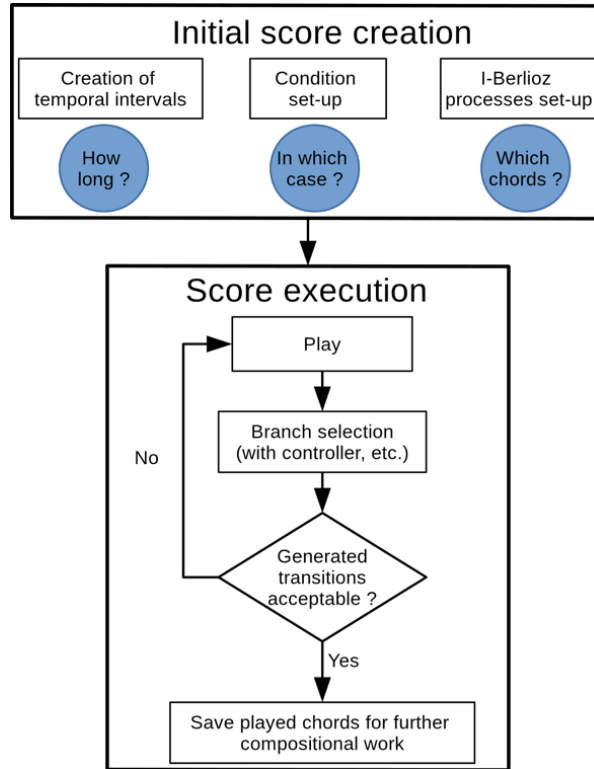 Initial score creation
Creation of
temporal intervals
Condition
set-up
I-Berlioz
processes set-up
How
long ?
In which
case ?
Which
chords ?
Score execution
Play
Branch selection
(with controller, etc.)
No
Generated
transitions
acceptable ?
Yes
Save played chords for further
compositional work